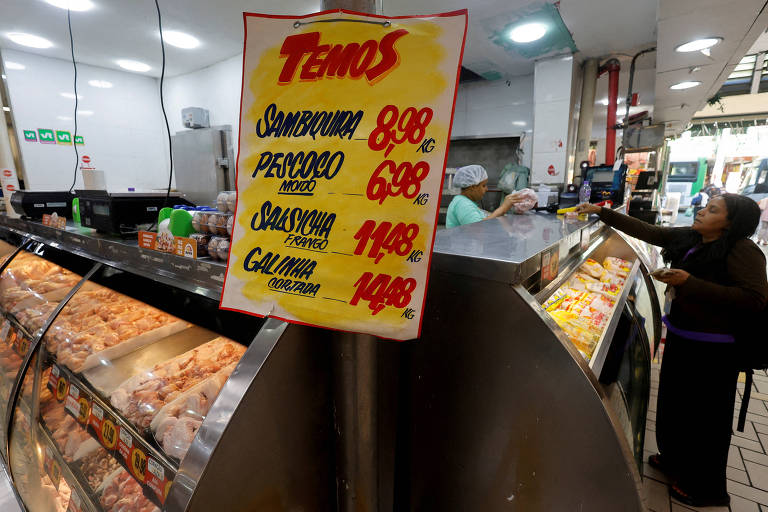 TEMOS
SAMBIQUIRA 8,98 KG
PESCOÇO 6,98 KG
MOIDO
SALSICHA 11,48 KG
FRANGO
GALINHA 14,48 KG
CORTADA